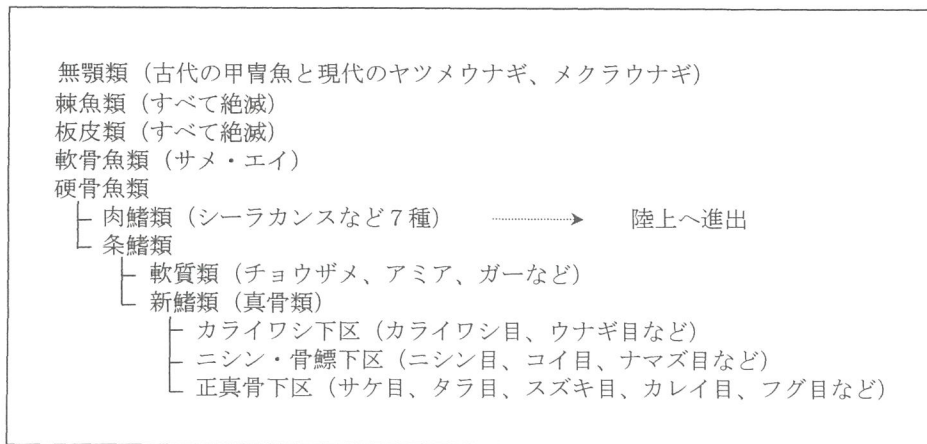 無顎類（古代の甲冑魚と現代のヤツメウナギ、メクラウナギ）
棘魚類（すべて絶滅）
板皮類（すべて絶滅）
軟骨魚類（サメ・エイ）
硬骨魚類
肉鰭類（シーラカンスなど７種） 陸上へ進出
条鰭類
軟質類（チョウザメ、アミア、ガーなど）
新鰭類（真骨類）
カライワシ下区（カライワシ目、ウナギ目など）
ニシン・骨鰾下区（ニシン目、コイ目、ナマズ目など）
正真骨下区（サケ目、タラ目、スズキ目、カレイ目、フグ目など）